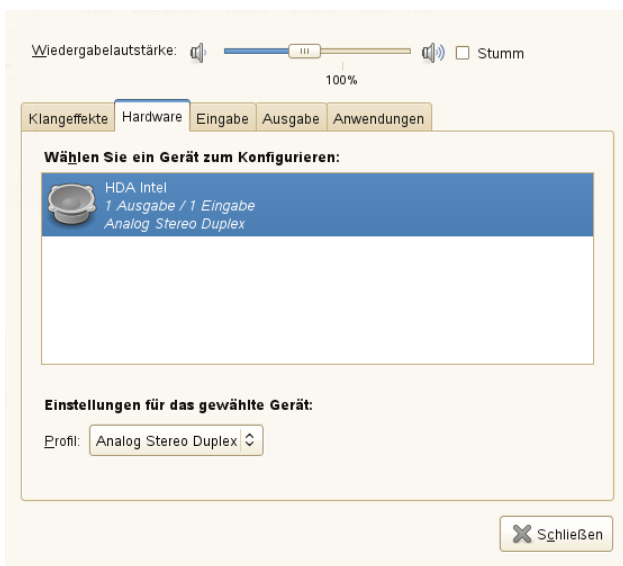 Wiedergabelautstärke: Stumm
100%
Klangeffekte Hardware Eingabe Ausgabe Anwendungen
Wählen Sie ein Gerät zum Konfigurieren:
HDA Intel
1 Ausgabe / 1 Eingabe
Analog Stereo Duplex
Einstellungen für das gewählte Gerät:
Profil: Analog Stereo Duplex
Schließen